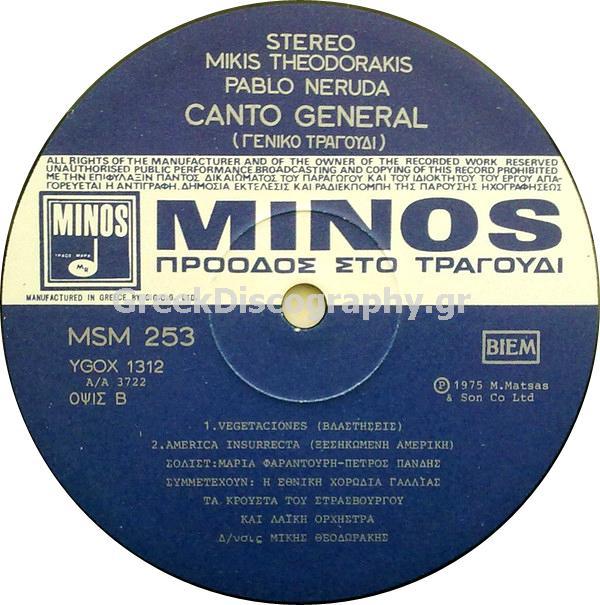 STEREO
MIKIS THEODORAKIS
PABLO NERUDA
CANTO GENERAL
(ΓΕΝΙΚΟ ΤΡΑΓΟΥΔΙ)
ALL RIGHTS OF THE MANUFACTURER AND OF THE OWNER OF THE RECORDED WORK RESERVED
UNAUTHORISED PUBLIC PERFORMANCE BROADCASTING AND COPYING OF THIS RECORD PROHIBITED
ΜΕ ΤΗΝ ΕΠΙΦΥΛΑΞΙΝ ΠΑΝΤΟΣ ΔΙΚΑΙΩΜΑΤΟΣ ΤΟΥ ΠΑΡΑΓΩΓΟΥ ΚΑΙ ΤΟΥ ΙΔΙΟΚΤΗΤΟΥ ΤΟΥ ΕΡΓΟΥ ΑΠΑ-
ΓΟΡΕΥΕΤΑΙ Η ΑΝΤΙΓΡΑΦΗ, ΔΗΜΟΣΙΑ ΕΚΤΕΛΕΣΙΣ ΚΑΙ ΡΑΔΙΕΚΠΟΜΠΗ ΤΗΣ ΠΑΡΟΥΣΗΣ ΗΧΟΓΡΑΦΗΣΕΩΣ
MINOS
TRADE MARK
MINOS
ΠΡΟΟΔΟΣ ΣΤΟ ΤΡΑΓΟΥΔΙ
MANUFACTURED IN GREECE BY
GreekDiscography.gr
MSM 253
BIEM
YGOX 1312
A/A 3722
ΟΨΙΣ Β
Ⓟ 1975 M.Matsas
& Son Co Ltd
1.VEGETACIONES (ΒΛΑΣΤΗΣΕΙΣ)
2.AMERICA INSURRECTA (ΞΕΣΗΚΩΜΕΝΗ ΑΜΕΡΙΚΗ)
ΣΟΛΙΣΤ:ΜΑΡΙΑ ΦΑΡΑΝΤΟΥΡΗ-ΠΕΤΡΟΣ ΠΑΝΔΗΣ
ΣΥΜΜΕΤΕΧΟΥΝ: Η ΕΘΝΙΚΗ ΧΟΡΩΔΙΑ ΓΑΛΛΙΑΣ
ΤΑ ΚΡΟΥΣΤΑ ΤΟΥ ΣΤΡΑΣΒΟΥΡΓΟΥ
ΚΑΙ ΛΑΪΚΗ ΟΡΧΗΣΤΡΑ
Δ/νσις ΜΙΚΗΣ ΘΕΟΔΩΡΑΚΗΣ